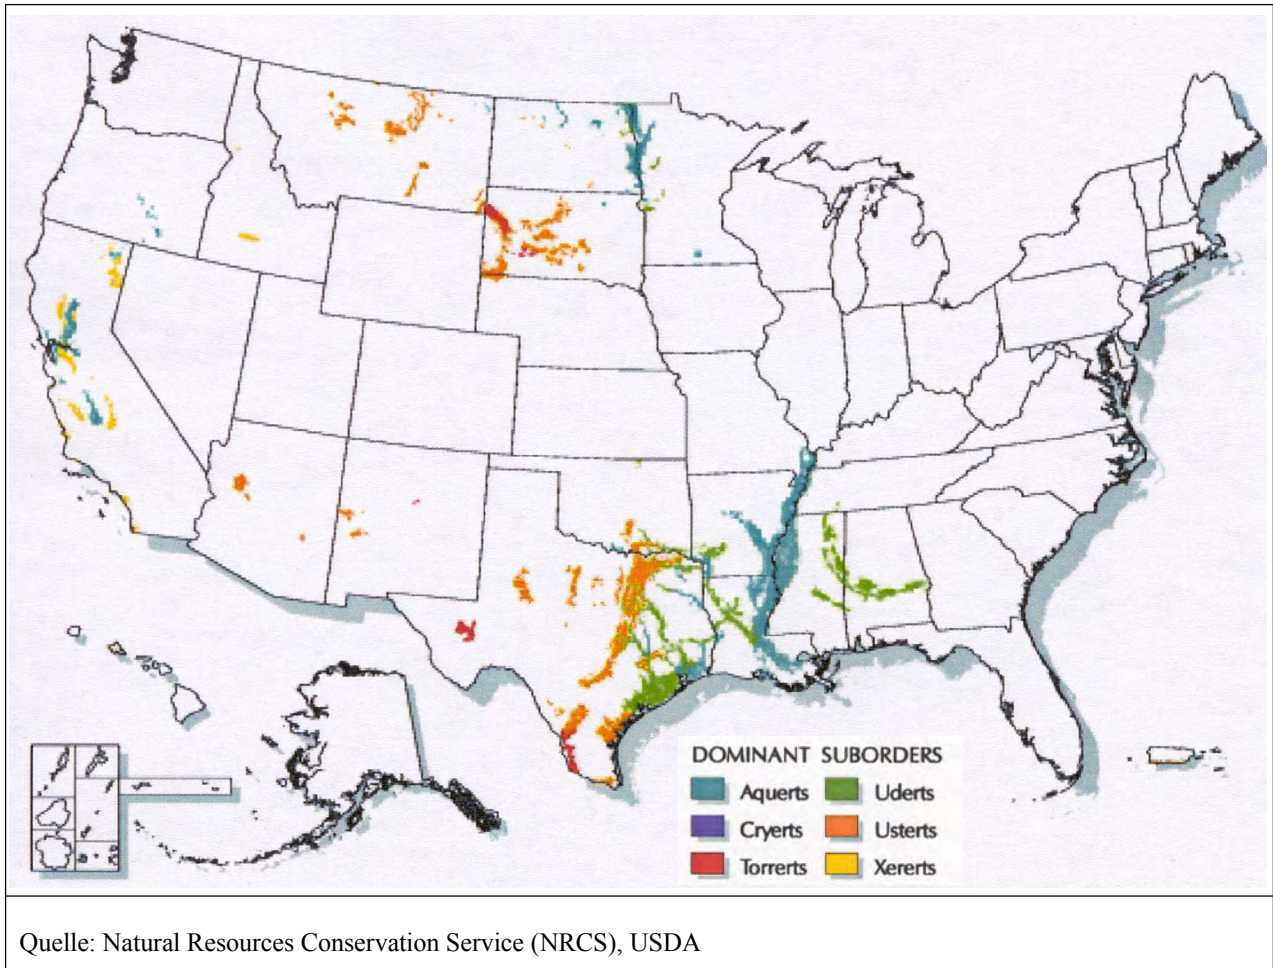 DOMINANT SUBORDERS
Aquerts Uderts
Cryerts Usterts
Torrerts Xererts
Quelle: Natural Resources Conservation Service (NRCS), USDA